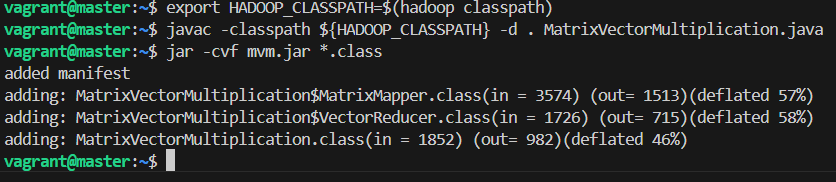 vagrant@master:~$ export HADOOP_CLASSPATH=$(hadoop classpath)
vagrant@master:~$ javac -classpath ${HADOOP_CLASSPATH} -d . MatrixVectorMultiplication.java
vagrant@master:~$ jar -cvf mvm.jar *.class
added manifest
adding: MatrixVectorMultiplication$MatrixMapper.class(in = 3574) (out= 1513)(deflated 57%)
adding: MatrixVectorMultiplication$VectorReducer.class(in = 1726) (out= 715)(deflated 58%)
adding: MatrixVectorMultiplication.class(in = 1852) (out= 982)(deflated 46%)
vagrant@master:~$